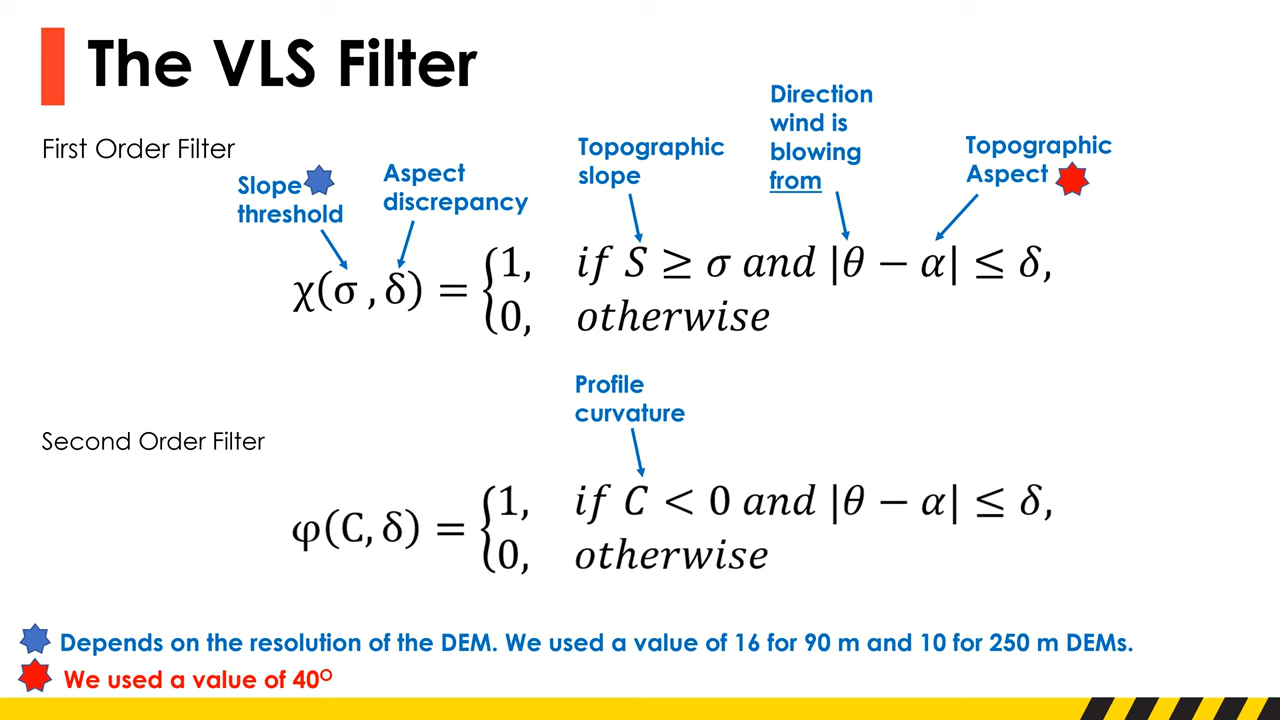 The VLS Filter
First Order Filter
Slope
threshold
Aspect
discrepancy
Topographic
slope
Direction
wind is
blowing
from
Topographic
Aspect
χ(σ , δ) = {1, if S ≥ σ and |θ − α| ≤ δ,
0, otherwise
Profile
curvature
Second Order Filter
φ(C, δ) = {1, if C < 0 and |θ − α| ≤ δ,
0, otherwise
Depends on the resolution of the DEM. We used a value of 16 for 90 m and 10 for 250 m DEMs.
We used a value of 40°